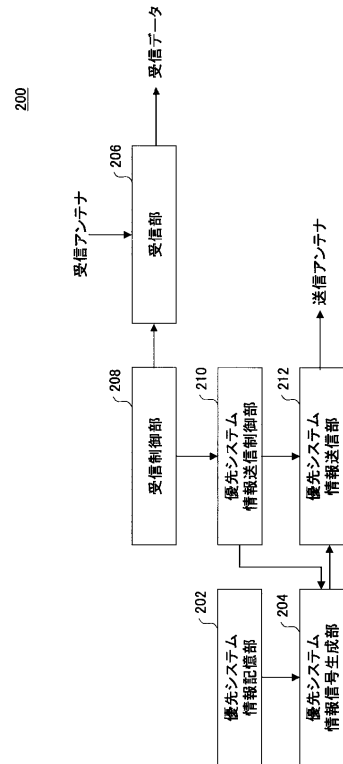 200
受信アンテナ
受信データ
206
受信部
208
受信制御部
210
優先システム
情報送信制御部
送信アンテナ
212
優先システム
情報送信部
202
優先システム
情報記憶部
204
優先システム
情報信号生成部